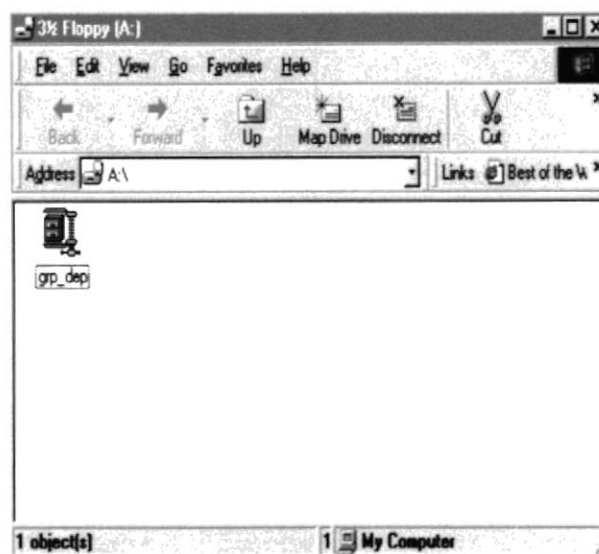 3½ Floppy (A:)
File Edit View Go Favorites Help
Back Forward Up Map Drive Disconnect Cut
Address A:\ Links Best of the W
grp_dep
1 object(s) 1 My Computer